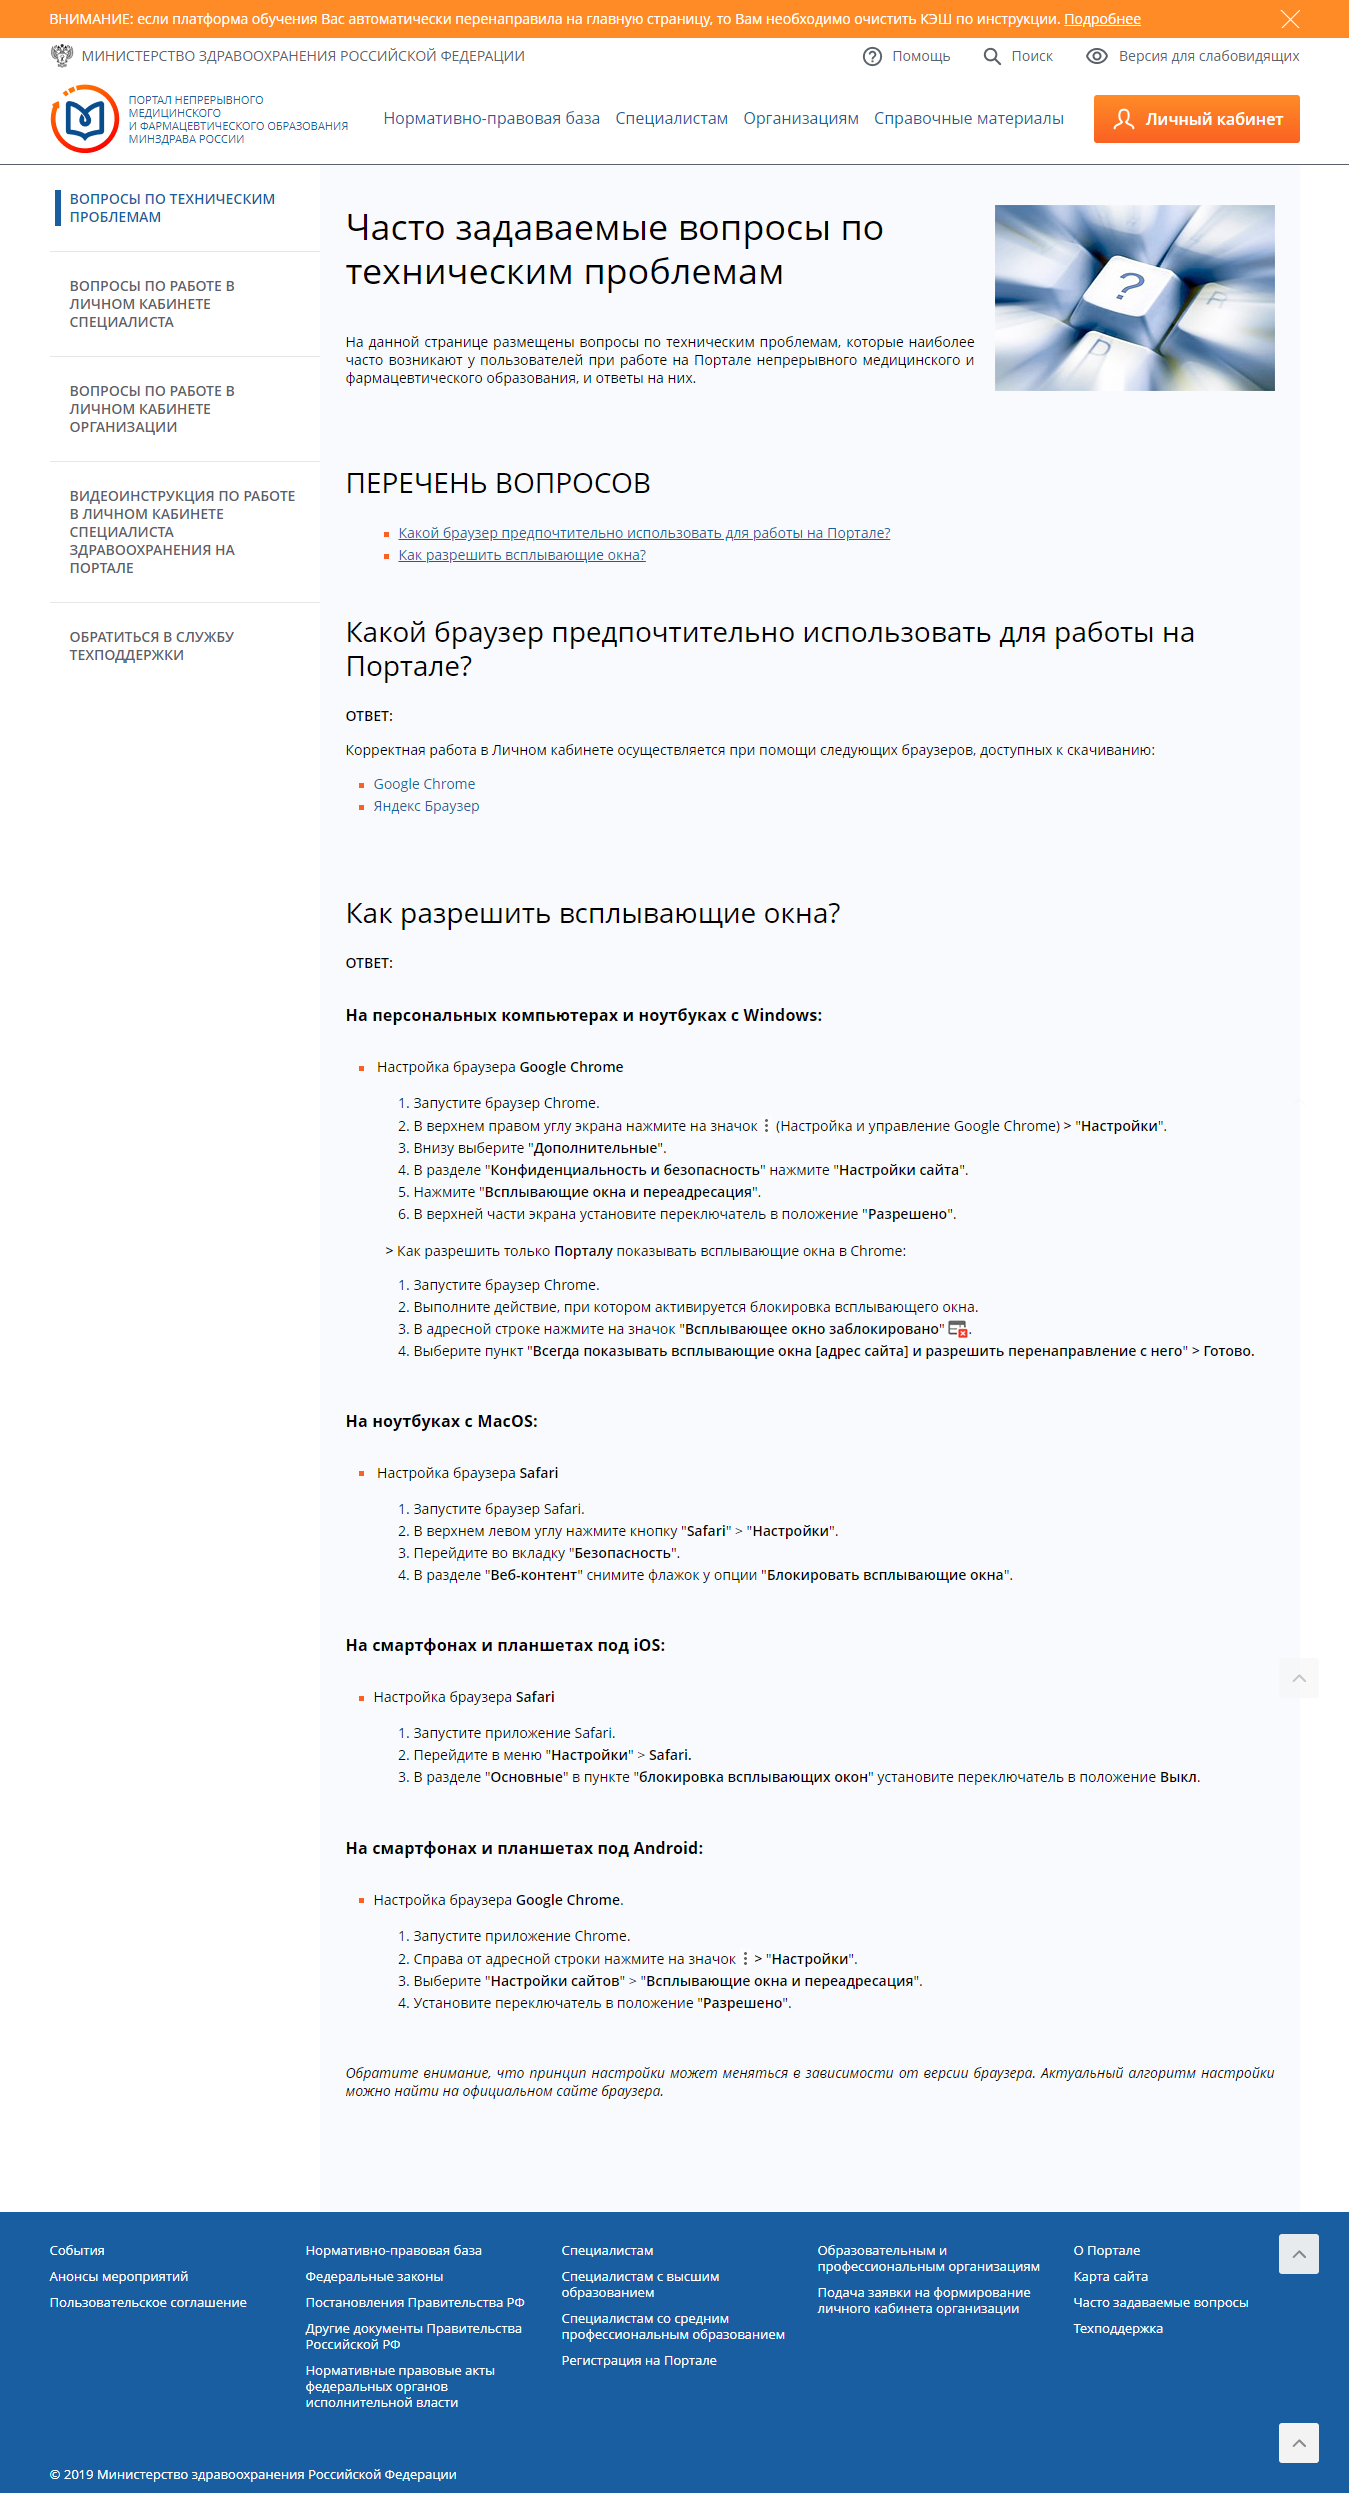 ВНИМАНИЕ: если платформа обучения Вас автоматически перенаправила на главную страницу, то Вам необходимо очистить КЭШ по инструкции. Подробнее
МИНИСТЕРСТВО ЗДРАВООХРАНЕНИЯ РОССИЙСКОЙ ФЕДЕРАЦИИ
Помощь
Поиск
Версия для слабовидящих
ПОРТАЛ НЕПРЕРЫВНОГО
МЕДИЦИНСКОГО
И ФАРМАЦЕВТИЧЕСКОГО ОБРАЗОВАНИЯ
МИНЗДРАВА РОССИИ
Нормативно-правовая база
Специалистам
Организациям
Справочные материалы
Личный кабинет
ВОПРОСЫ ПО ТЕХНИЧЕСКИМ
ПРОБЛЕМАМ
ВОПРОСЫ ПО РАБОТЕ В
ЛИЧНОМ КАБИНЕТЕ
СПЕЦИАЛИСТА
ВОПРОСЫ ПО РАБОТЕ В
ЛИЧНОМ КАБИНЕТЕ
ОРГАНИЗАЦИИ
ВИДЕОИНСТРУКЦИЯ ПО РАБОТЕ
В ЛИЧНОМ КАБИНЕТЕ
СПЕЦИАЛИСТА
ЗДРАВООХРАНЕНИЯ НА
ПОРТАЛЕ
ОБРАТИТЬСЯ В СЛУЖБУ
ТЕХПОДДЕРЖКИ
Часто задаваемые вопросы по
техническим проблемам
?
R
P
На данной странице размещены вопросы по техническим проблемам, которые наиболее
часто возникают у пользователей при работе на Портале непрерывного медицинского и
фармацевтического образования, и ответы на них.
ПЕРЕЧЕНЬ ВОПРОСОВ
Какой браузер предпочтительно использовать для работы на Портале?
Как разрешить всплывающие окна?
Какой браузер предпочтительно использовать для работы на
Портале?
ОТВЕТ:
Корректная работа в Личном кабинете осуществляется при помощи следующих браузеров, доступных к скачиванию:
Google Chrome
Яндекс Браузер
Как разрешить всплывающие окна?
ОТВЕТ:
На персональных компьютерах и ноутбуках с Windows:
Настройка браузера Google Chrome
1. Запустите браузер Chrome.
2. В верхнем правом углу экрана нажмите на значок ⋮ (Настройка и управление Google Chrome) > "Настройки".
3. Внизу выберите "Дополнительные".
4. В разделе "Конфиденциальность и безопасность" нажмите "Настройки сайта".
5. Нажмите "Всплывающие окна и переадресация".
6. В верхней части экрана установите переключатель в положение "Разрешено".
> Как разрешить только Порталу показывать всплывающие окна в Chrome:
1. Запустите браузер Chrome.
2. Выполните действие, при котором активируется блокировка всплывающего окна.
3. В адресной строке нажмите на значок "Всплывающее окно заблокировано" .
4. Выберите пункт "Всегда показывать всплывающие окна [адрес сайта] и разрешить перенаправление с него" > Готово.
На ноутбуках с MacOS:
Настройка браузера Safari
1. Запустите браузер Safari.
2. В верхнем левом углу нажмите кнопку "Safari" > "Настройки".
3. Перейдите во вкладку "Безопасность".
4. В разделе "Веб-контент" снимите флажок у опции "Блокировать всплывающие окна".
На смартфонах и планшетах под iOS:
Настройка браузера Safari
1. Запустите приложение Safari.
2. Перейдите в меню "Настройки" > Safari.
3. В разделе "Основные" в пункте "блокировка всплывающих окон" установите переключатель в положение Выкл.
На смартфонах и планшетах под Android:
Настройка браузера Google Chrome.
1. Запустите приложение Chrome.
2. Справа от адресной строки нажмите на значок ⋮ > "Настройки".
3. Выберите "Настройки сайтов" > "Всплывающие окна и переадресация".
4. Установите переключатель в положение "Разрешено".
Обратите внимание, что принцип настройки может меняться в зависимости от версии браузера. Актуальный алгоритм настройки
можно найти на официальном сайте браузера.
События
Анонсы мероприятий
Пользовательское соглашение
Нормативно-правовая база
Федеральные законы
Постановления Правительства РФ
Другие документы Правительства
Российской РФ
Нормативные правовые акты
федеральных органов
исполнительной власти
Специалистам
Специалистам с высшим
образованием
Специалистам со средним
профессиональным образованием
Регистрация на Портале
Образовательным и
профессиональным организациям
Подача заявки на формирование
личного кабинета организации
О Портале
Карта сайта
Часто задаваемые вопросы
Техподдержка
© 2019 Министерство здравоохранения Российской Федерации